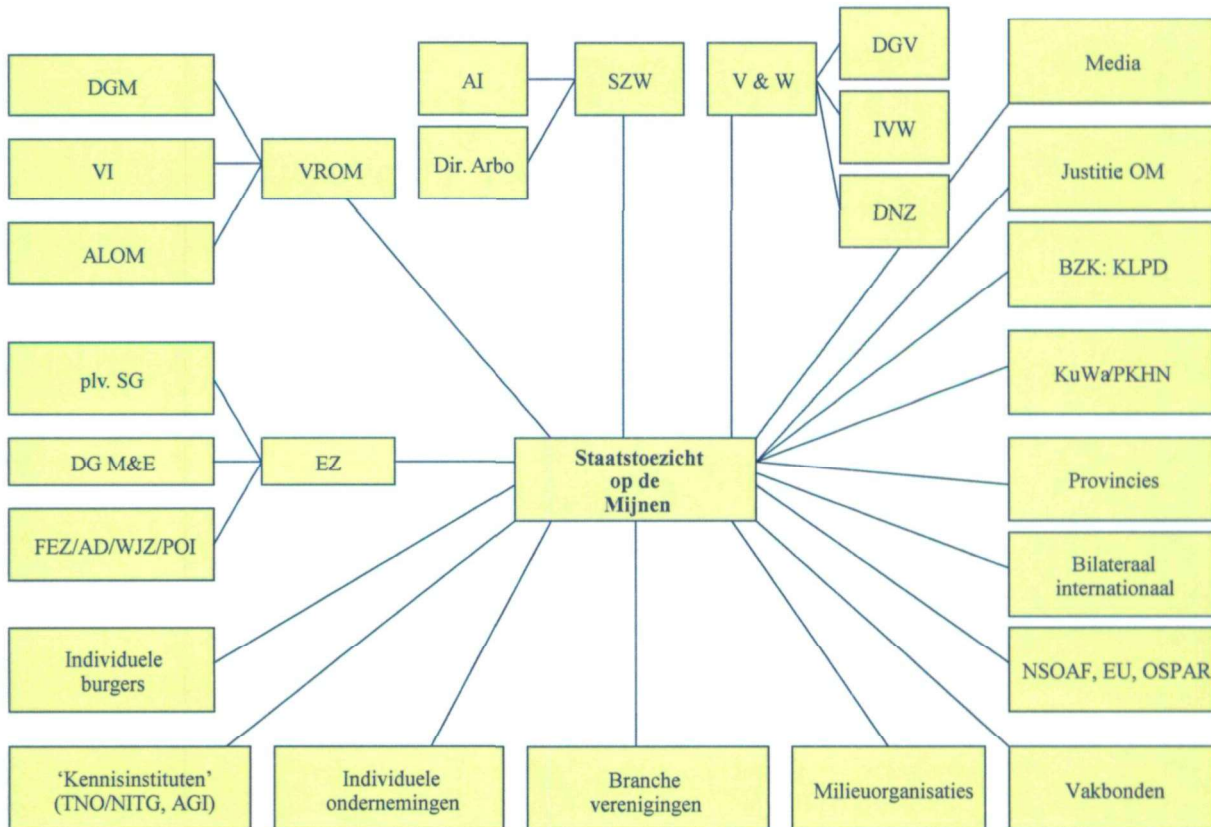 DGM
VI
ALOM
VROM
AI
Dir. Arbo
SZW
V & W
DGV
IVW
DNZ
Media
Justitie OM
BZK: KLPD
KuWa/PKHN
Provincies
Bilateraal
internationaal
NSOAF, EU, OSPAR
plv. SG
DG M&E
FEZ/AD/WJZ/POI
EZ
Staatstoezicht
op de
Mijnen
Individuele
burgers
‘Kennisinstituten’
(TNO/NITG, AGI)
Individuele
ondernemingen
Branche
verenigingen
Milieuorganisaties
Vakbonden